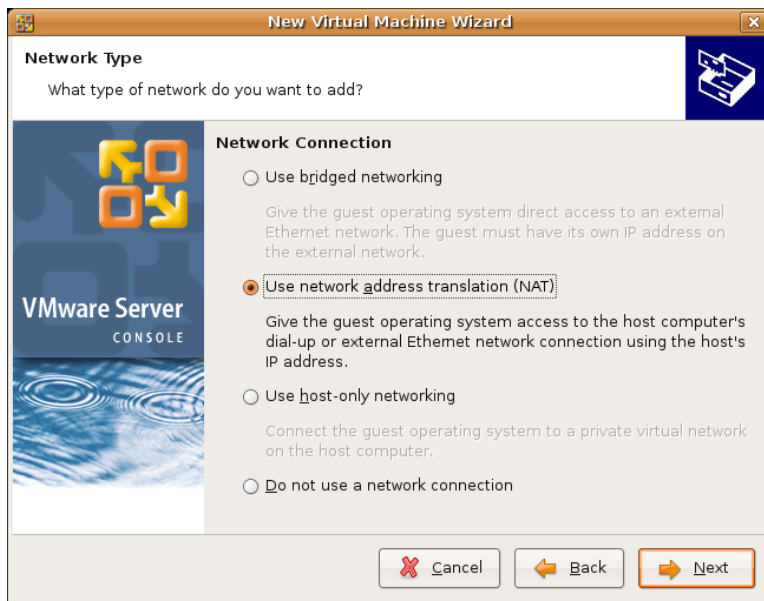 New Virtual Machine Wizard
Network Type
What type of network do you want to add?
Network Connection
Use bridged networking
Give the guest operating system direct access to an external
Ethernet network. The guest must have its own IP address on
the external network.
Use network address translation (NAT)
Give the guest operating system access to the host computer's
dial-up or external Ethernet network connection using the host's
IP address.
Use host-only networking
Connect the guest operating system to a private virtual network
on the host computer.
Do not use a network connection
VMware Server
CONSOLE
Cancel
Back
Next